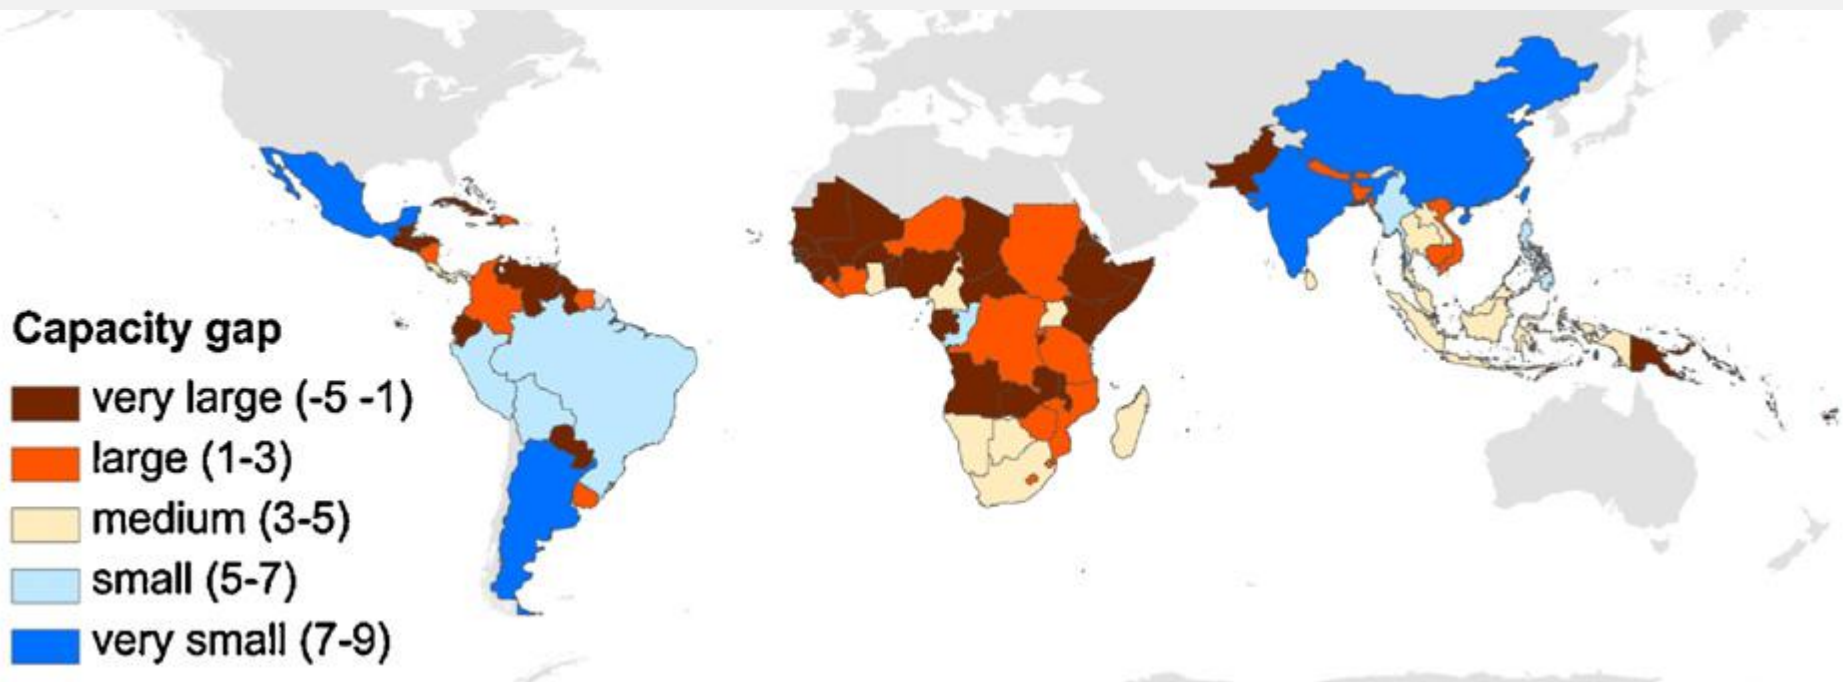 Capacity gap
very large (-5 -1)
large (1-3)
medium (3-5)
small (5-7)
very small (7-9)